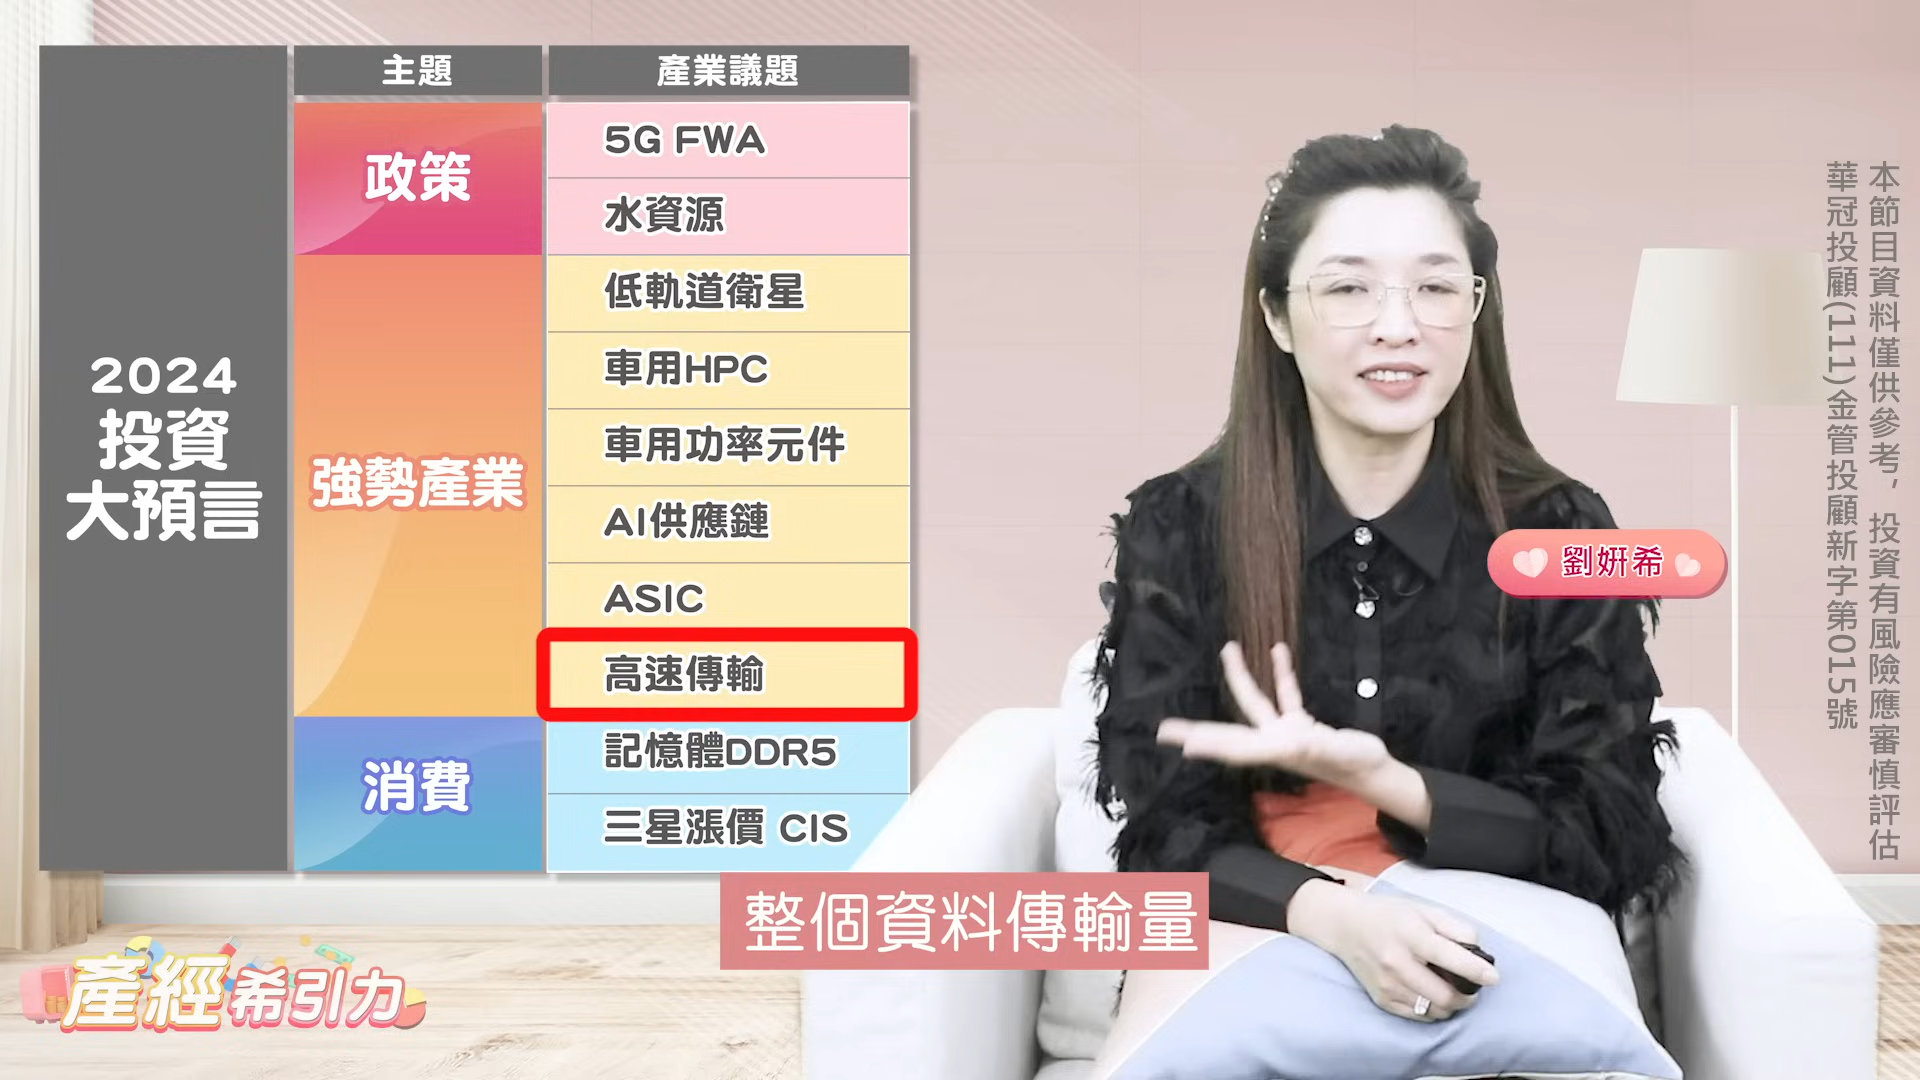 主題
產業議題
2024
投資
大預言
政策
5G FWA
水資源
強勢產業
低軌道衛星
車用HPC
車用功率元件
AI供應鏈
ASIC
高速傳輸
消費
記憶體DDR5
三星漲價 CIS
劉姸希
本節目資料僅供參考，投資有風險應審慎評估
華冠投顧(111)金管投顧新字第015號
整個資料傳輸量
產經希引力